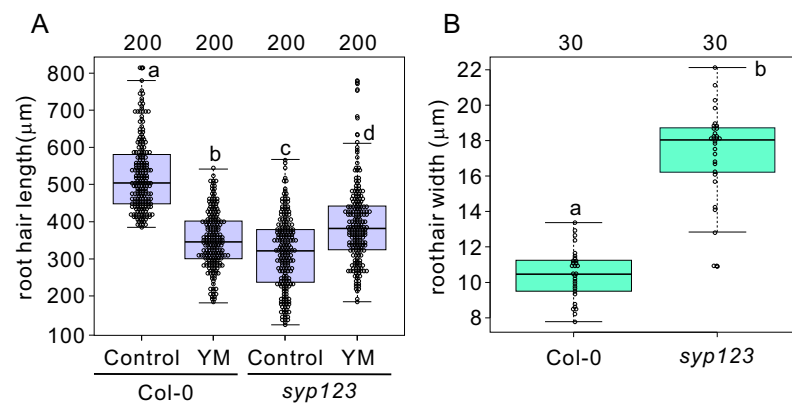 A
200 200 200 200
root hair length(μm)
800
700
600
500
400
300
200
100
a
b
c
d
Control YM Control YM
Col-0 syp123
B
30 30
roothair width (μm)
22
20
18
16
14
12
10
8
a
b
Col-0 syp123